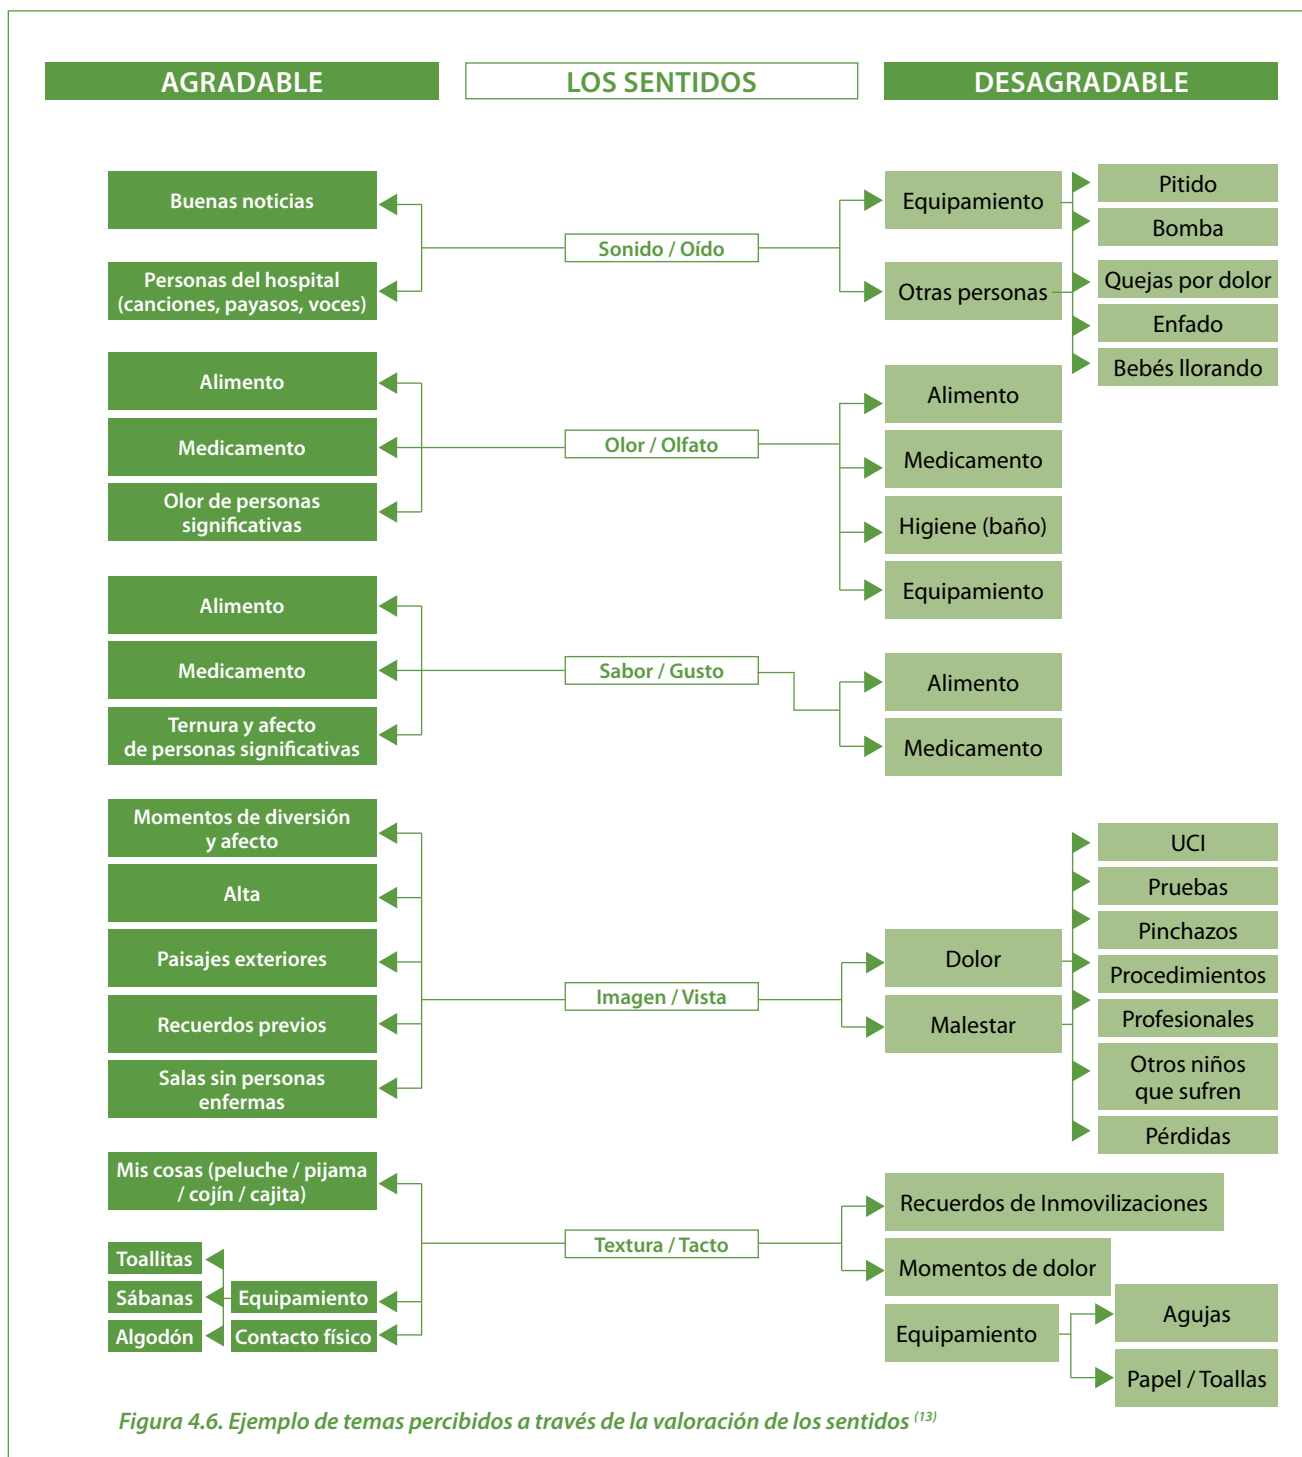 AGRADABLE
LOS SENTIDOS
DESAGRADABLE
Buenas noticias
Personas del hospital
(canciones, payasos, voces)
Sonido / Oído
Equipamiento
Otras personas
Pitido
Bomba
Quejas por dolor
Enfado
Bebés llorando
Alimento
Medicamento
Olor de personas
significativas
Olor / Olfato
Alimento
Medicamento
Higiene (baño)
Equipamiento
Alimento
Medicamento
Ternura y afecto
de personas significativas
Sabor / Gusto
Alimento
Medicamento
Momentos de diversión
y afecto
Alta
Paisajes exteriores
Recuerdos previos
Salas sin personas
enfermas
Imagen / Vista
Dolor
Malestar
UCI
Pruebas
Pinchazos
Procedimientos
Profesionales
Otros niños
que sufren
Pérdidas
Mis cosas (peluche / pijama
/ cojín / cajita)
Toallitas
Sábanas
Algodón
Equipamiento
Contacto físico
Textura / Tacto
Recuerdos de Inmovilizaciones
Momentos de dolor
Equipamiento
Agujas
Papel / Toallas
Figura 4.6. Ejemplo de temas percibidos a través de la valoración de los sentidos (13)